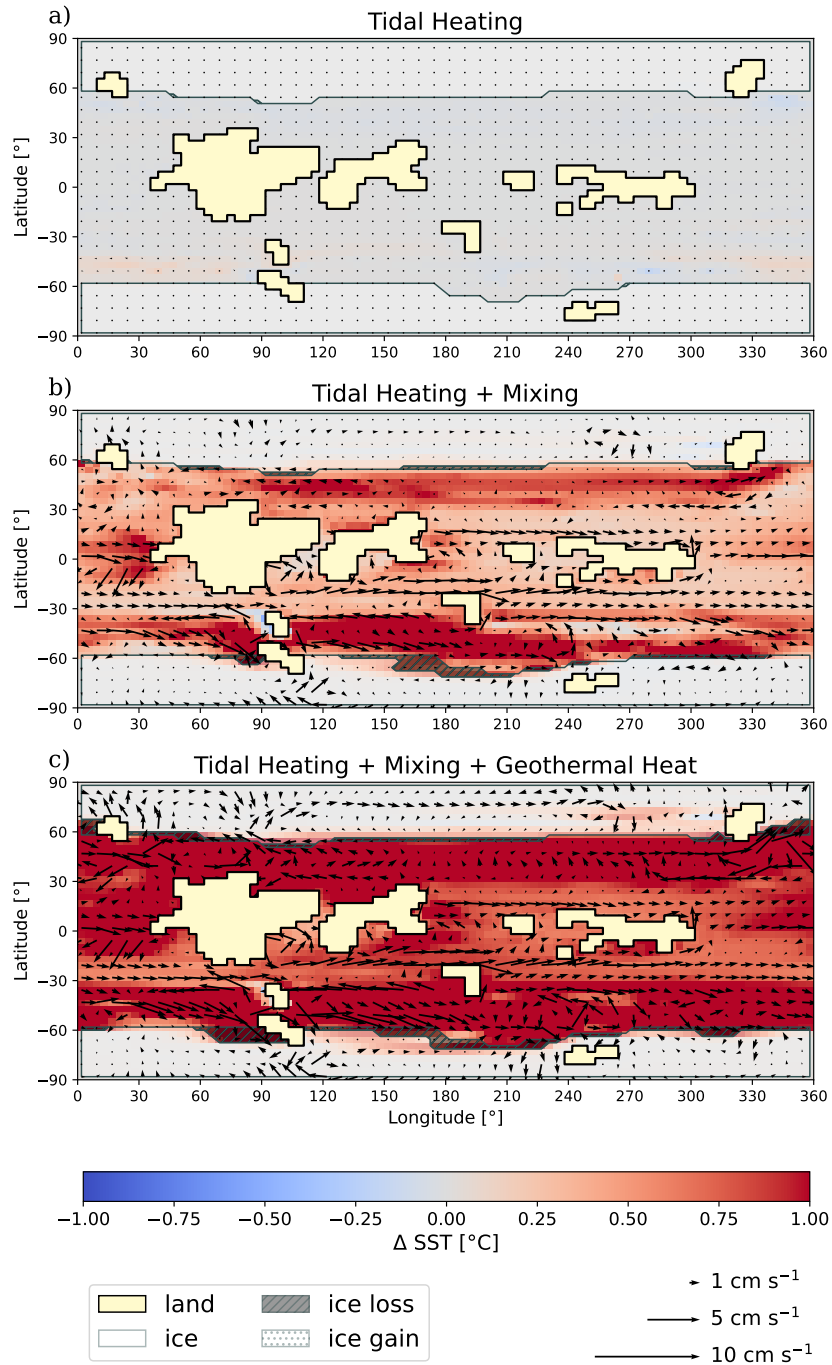 a) Tidal Heating
90
60
30
0
−30
−60
−90
Latitude [°]
0 30 60 90 120 150 180 210 240 270 300 330 360
b) Tidal Heating + Mixing
90
60
30
0
−30
−60
−90
Latitude [°]
0 30 60 90 120 150 180 210 240 270 300 330 360
c) Tidal Heating + Mixing + Geothermal Heat
90
60
30
0
−30
−60
−90
Latitude [°]
0 30 60 90 120 150 180 210 240 270 300 330 360
Longitude [°]
−1.00 −0.75 −0.50 −0.25 0.00 0.25 0.50 0.75 1.00
Δ SST [°C]
land
ice
ice loss
ice gain
1 cm s⁻¹
5 cm s⁻¹
10 cm s⁻¹